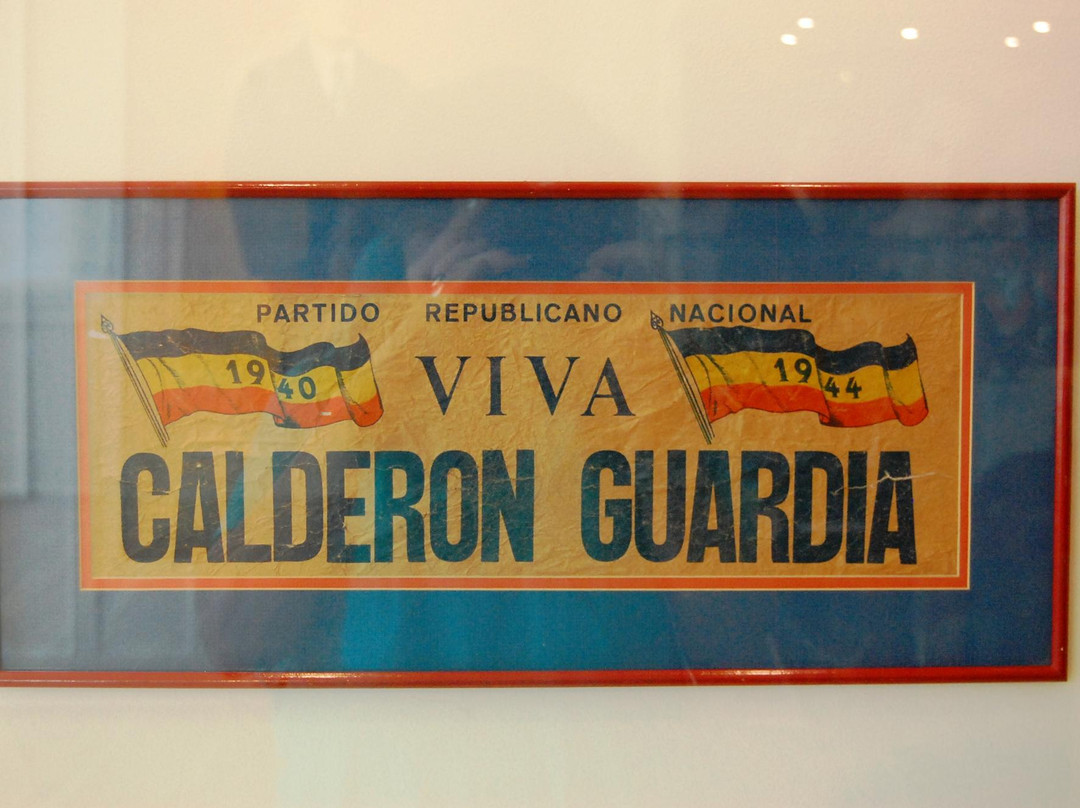 PARTIDO REPUBLICANO NACIONAL
1940 VIVA 1944
CALDERON GUARDIA